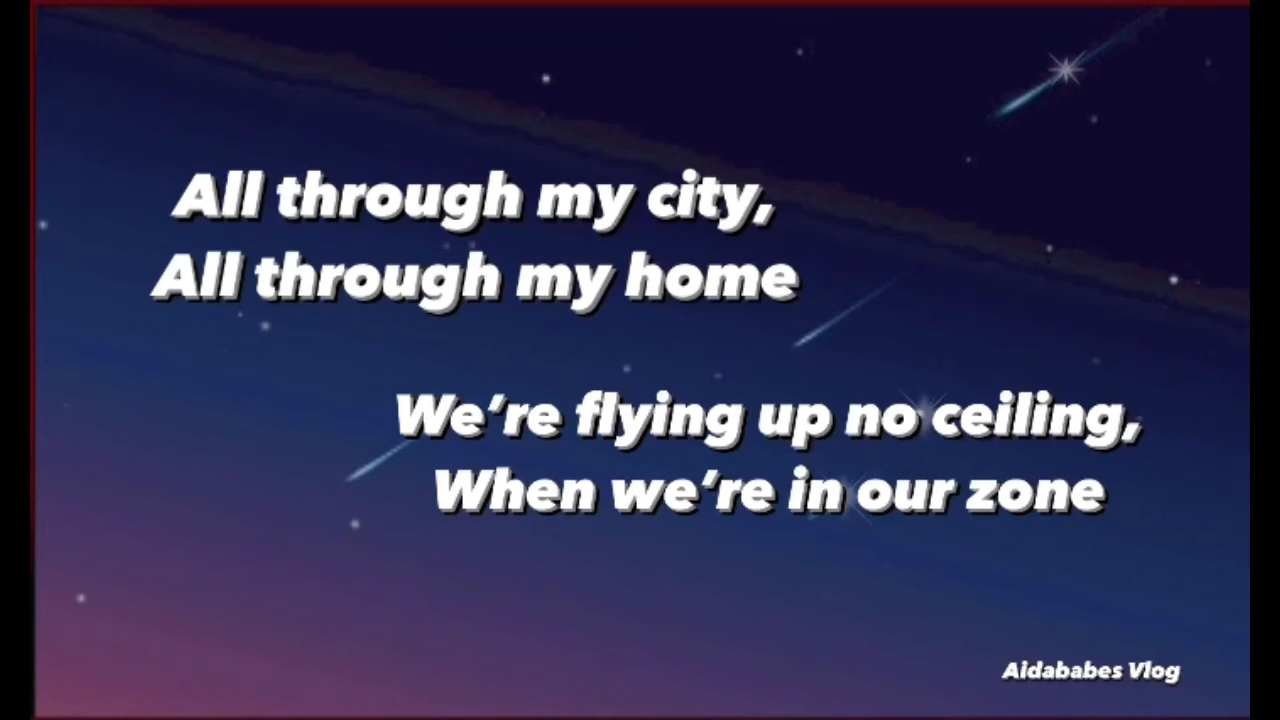 All through my city,
All through my home
We’re flying up no ceiling,
When we’re in our zone
Aidababes Vlog